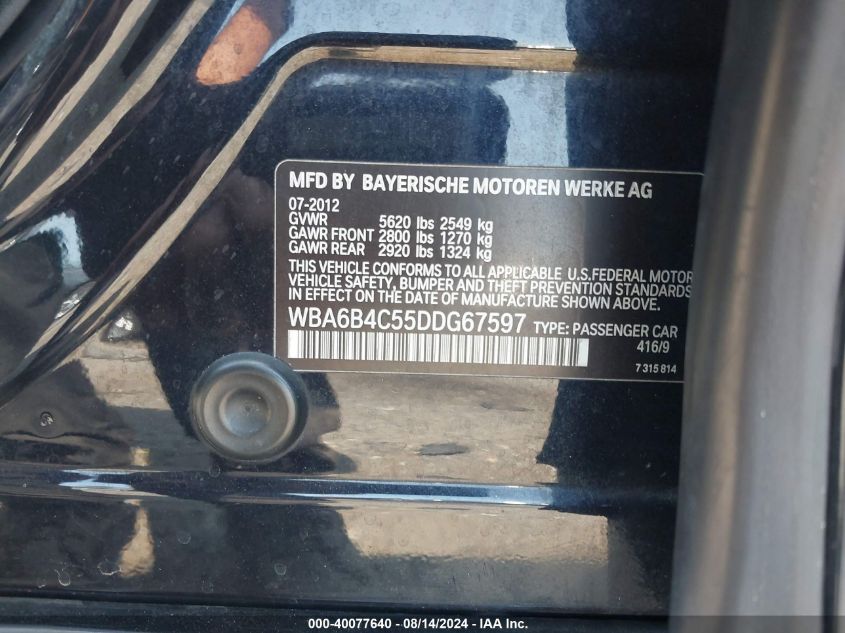 MFD BY BAYERISCHE MOTOREN WERKE AG
07-2012
GVWR 5620 lbs 2549 kg
GAWR FRONT 2800 lbs 1270 kg
GAWR REAR 2920 lbs 1324 kg
THIS VEHICLE CONFORMS TO ALL APPLICABLE U.S.FEDERAL MOTOR
VEHICLE SAFETY, BUMPER AND THEFT PREVENTION STANDARDS
IN EFFECT ON THE DATE OF MANUFACTURE SHOWN ABOVE.
WBA6B4C55DDG67597 TYPE: PASSENGER CAR
416/9
7 315 814
000-40077640 - 08/14/2024 - IAA Inc.